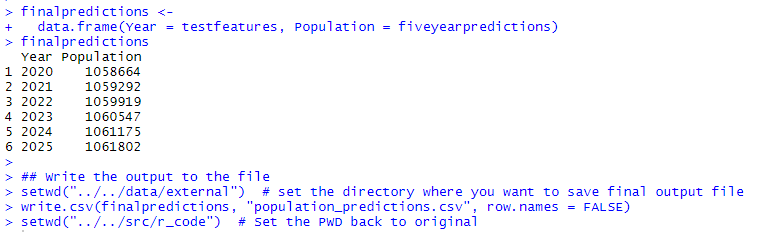 > finalpredictions <-
+   data.frame(Year = testfeatures, Population = fiveyearpredictions)
> finalpredictions
  Year Population
1 2020    1058664
2 2021    1059292
3 2022    1059919
4 2023    1060547
5 2024    1061175
6 2025    1061802
>
> ## Write the output to the file
> setwd("../../data/external")  # set the directory where you want to save final output file
> write.csv(finalpredictions, "population_predictions.csv", row.names = FALSE)
> setwd("../../src/r_code")  # Set the PWD back to original